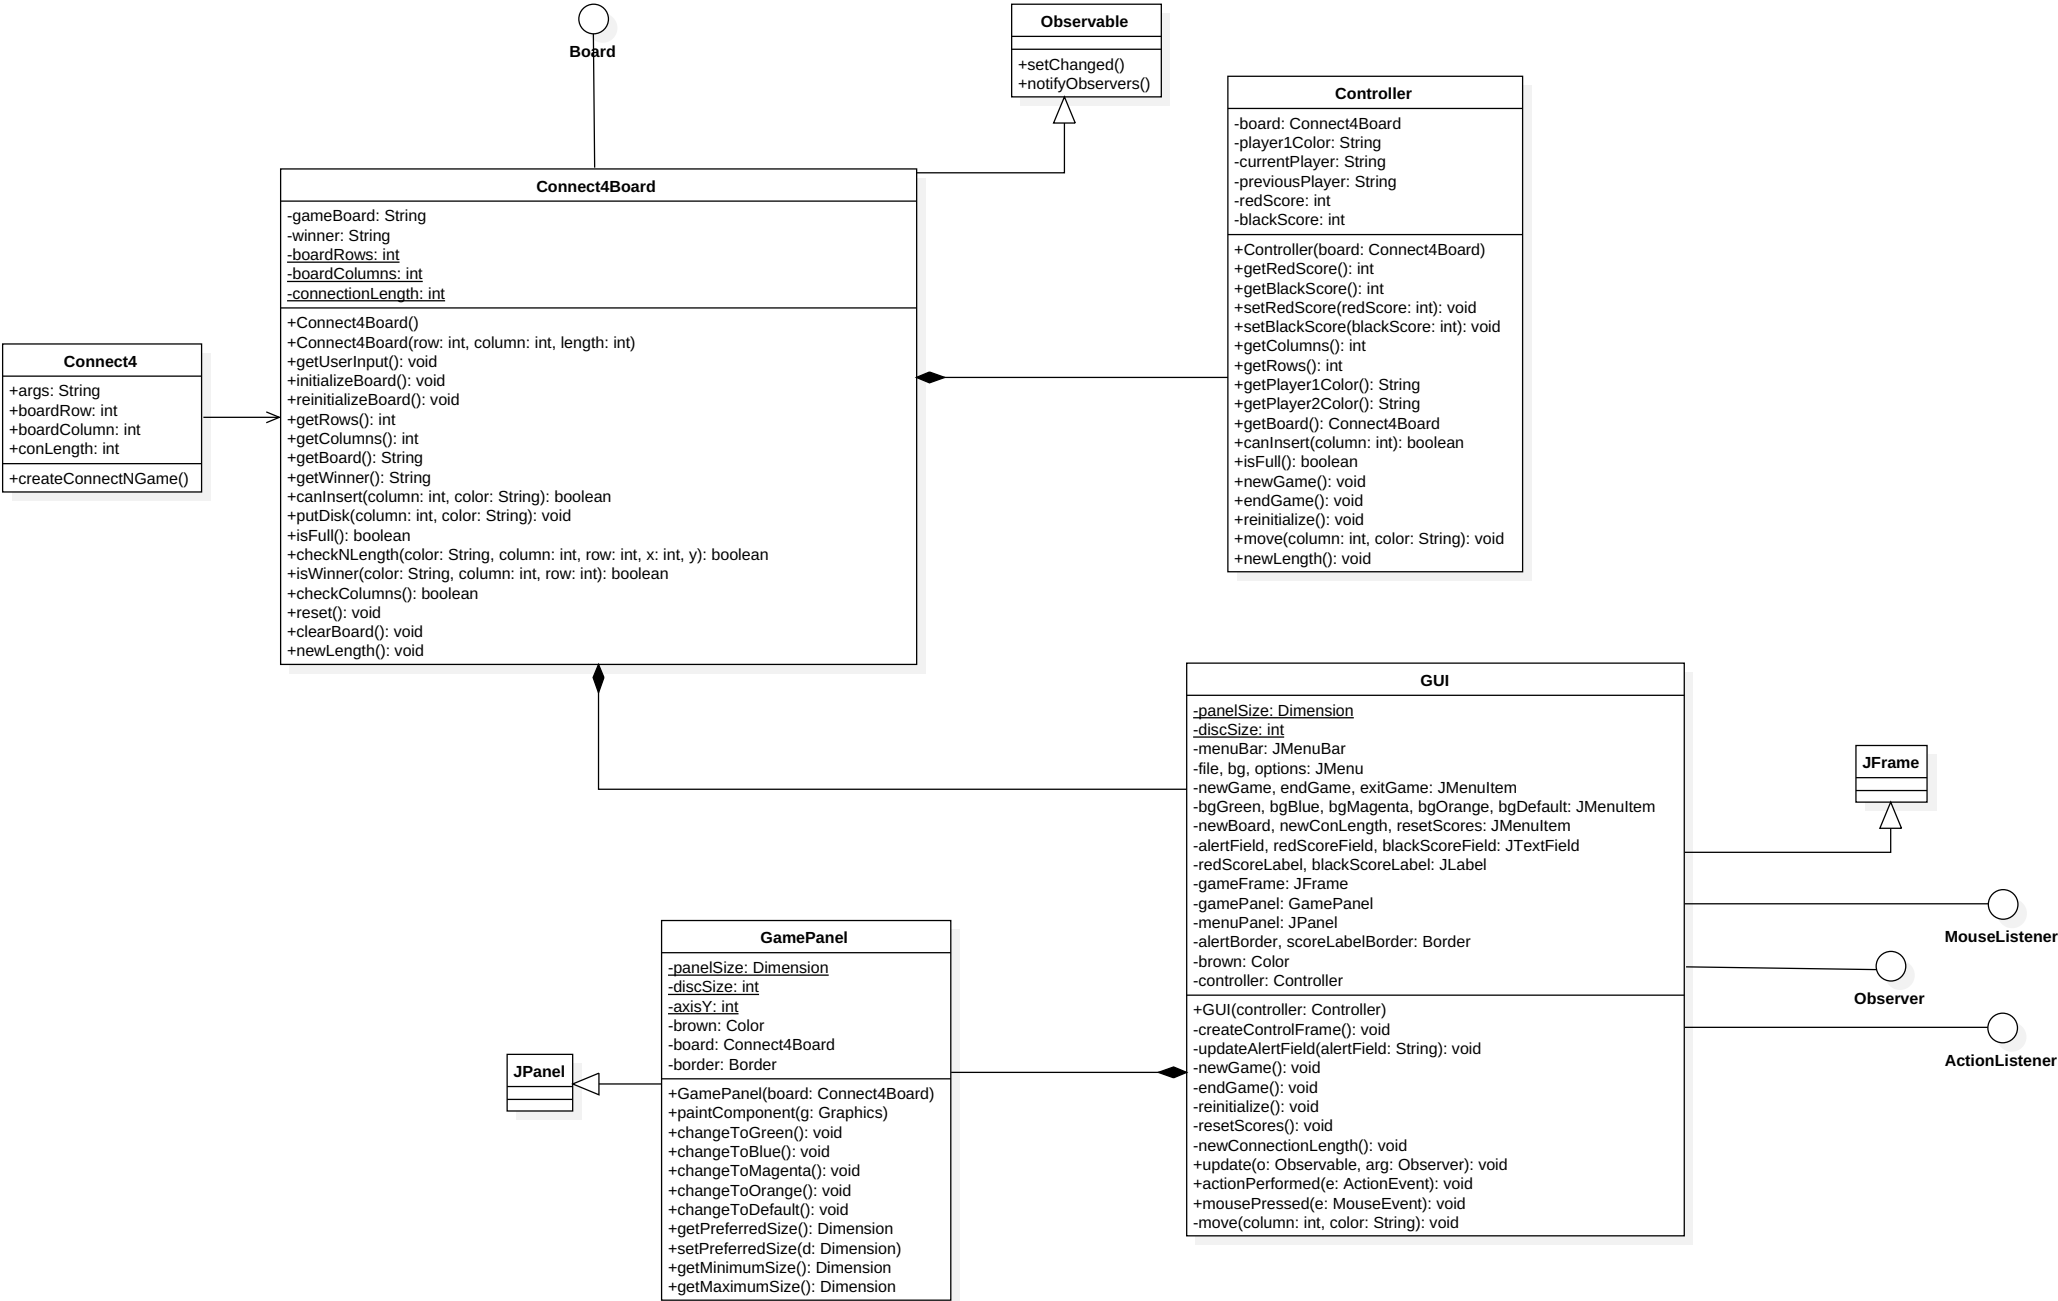 Board
Observable
+setChanged()
+notifyObservers()
Controller
-board: Connect4Board
-player1Color: String
-currentPlayer: String
-previousPlayer: String
-redScore: int
-blackScore: int
+Controller(board: Connect4Board)
+getRedScore(): int
+getBlackScore(): int
+setRedScore(redScore: int): void
+setBlackScore(blackScore: int): void
+getColumns(): int
+getRows(): int
+getPlayer1Color(): String
+getPlayer2Color(): String
+getBoard(): Connect4Board
+canInsert(column: int): boolean
+isFull(): boolean
+newGame(): void
+endGame(): void
+reinitialize(): void
+move(column: int, color: String): void
+newLength(): void
Connect4Board
-gameBoard: String
-winner: String
-boardRows: int
-boardColumns: int
-connectionLength: int
+Connect4Board()
+Connect4Board(row: int, column: int, length: int)
+getUserInput(): void
+initializeBoard(): void
+reinitializeBoard(): void
+getRows(): int
+getColumns(): int
+getBoard(): String
+getWinner(): String
+canInsert(column: int, color: String): boolean
+putDisk(column: int, color: String): void
+isFull(): boolean
+checkNLength(color: String, column: int, row: int, x: int, y): boolean
+isWinner(color: String, column: int, row: int): boolean
+checkColumns(): boolean
+reset(): void
+clearBoard(): void
+newLength(): void
Connect4
+args: String
+boardRow: int
+boardColumn: int
+conLength: int
+createConnectNGame()
GUI
-panelSize: Dimension
-discSize: int
-menuBar: JMenuBar
-file, bg, options: JMenu
-newGame, endGame, exitGame: JMenuItem
-bgGreen, bgBlue, bgMagenta, bgOrange, bgDefault: JMenuItem
-newBoard, newConLength, resetScores: JMenuItem
-alertField, redScoreField, blackScoreField: JTextField
-redScoreLabel, blackScoreLabel: JLabel
-gameFrame: JFrame
-gamePanel: GamePanel
-menuPanel: JPanel
-alertBorder, scoreLabelBorder: Border
-brown: Color
-controller: Controller
+GUI(controller: Controller)
-createControlFrame(): void
-updateAlertField(alertField: String): void
-newGame(): void
-endGame(): void
-reinitialize(): void
-resetScores(): void
-newConnectionLength(): void
+update(o: Observable, arg: Observer): void
+actionPerformed(e: ActionEvent): void
+mousePressed(e: MouseEvent): void
-move(column: int, color: String): void
JFrame
MouseListener
Observer
ActionListener
GamePanel
-panelSize: Dimension
-discSize: int
-axisY: int
-brown: Color
-board: Connect4Board
-border: Border
+GamePanel(board: Connect4Board)
+paintComponent(g: Graphics)
+changeToGreen(): void
+changeToBlue(): void
+changeToMagenta(): void
+changeToOrange(): void
+changeToDefault(): void
+getPreferredSize(): Dimension
+setPreferredSize(d: Dimension)
+getMinimumSize(): Dimension
+getMaximumSize(): Dimension
JPanel